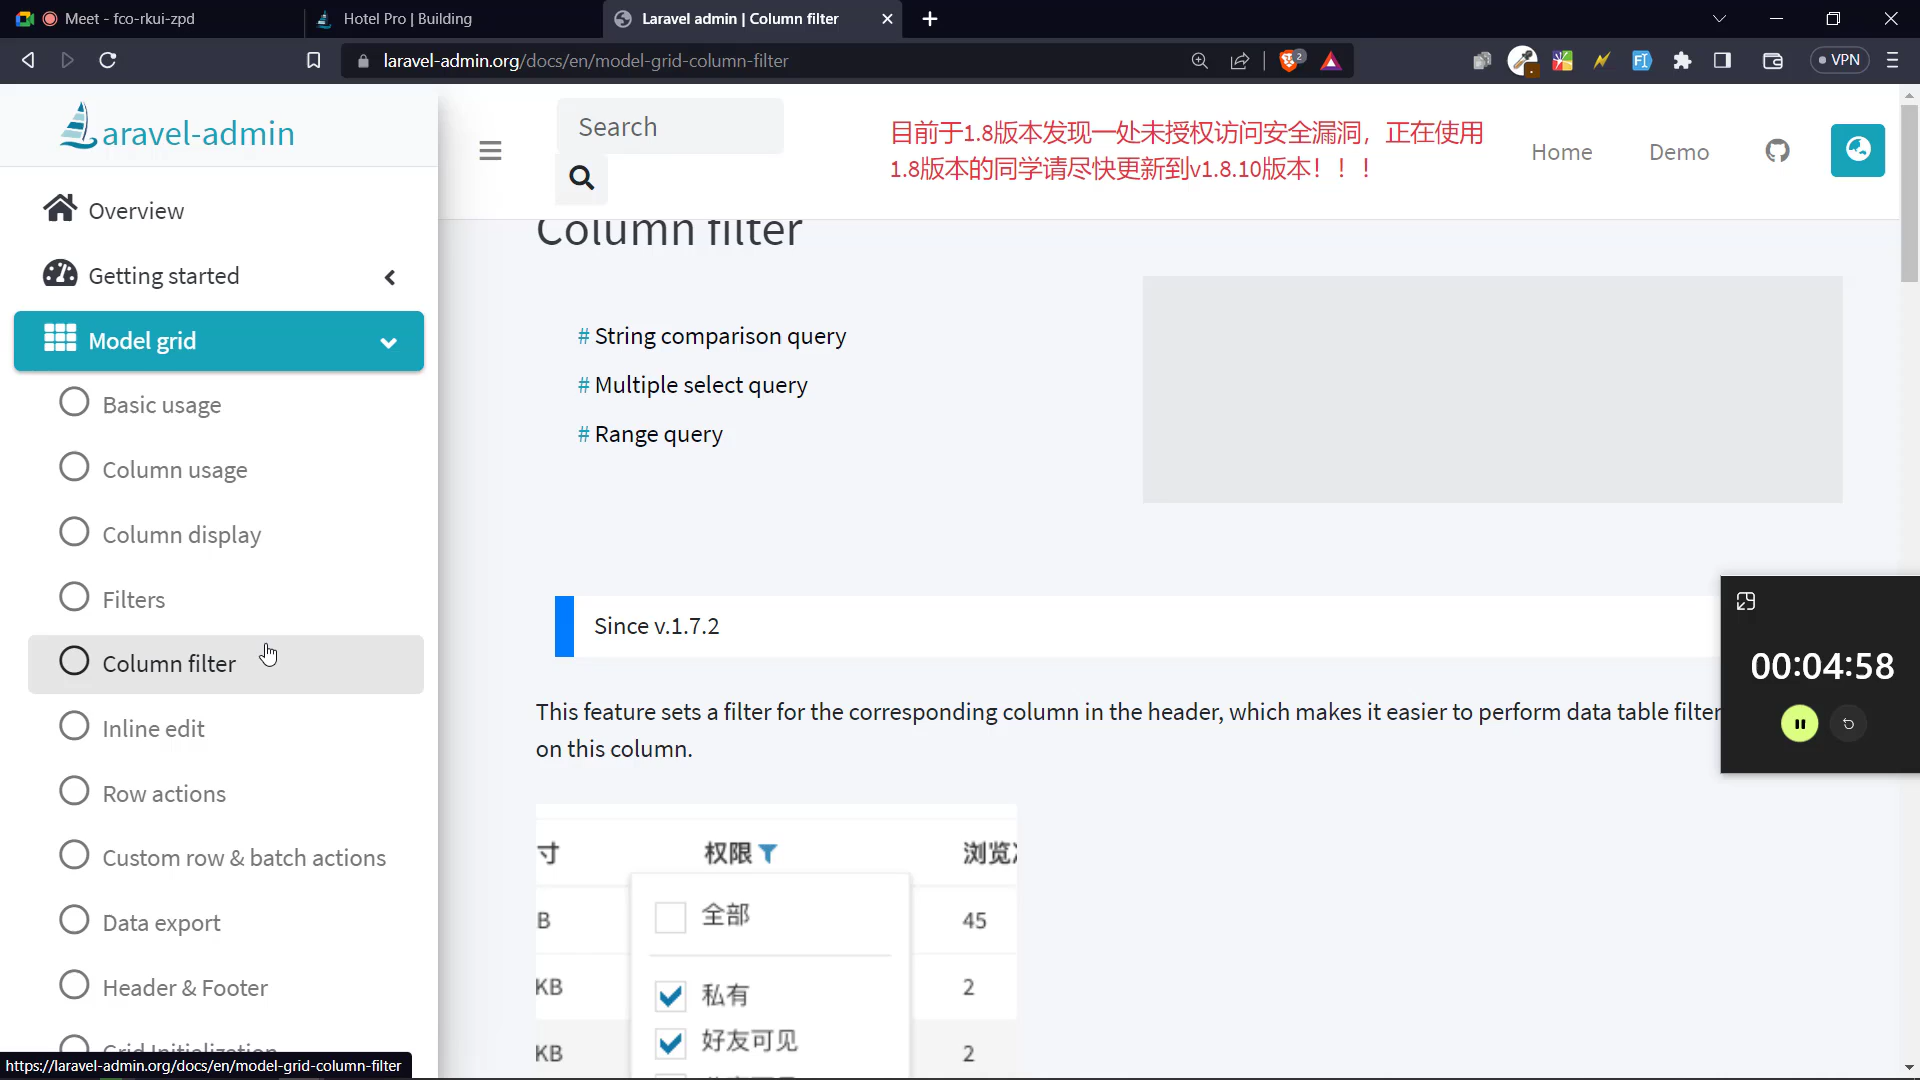 Meet - fco-rkui-zpd
Hotel Pro | Building
Laravel admin | Column filter
laravel-admin.org/docs/en/model-grid-column-filter
2
VPN
aravel-admin
Search
目前于1.8版本发现一处未授权访问安全漏洞，正在使用
1.8版本的同学请尽快更新到v1.8.10版本！！！
Home
Demo
Overview
Getting started
Model grid
Basic usage
Column usage
Column display
Filters
Column filter
Inline edit
Row actions
Custom row & batch actions
Data export
Header & Footer
Grid Initialization
https://laravel-admin.org/docs/en/model-grid-column-filter
Column filter
# String comparison query
# Multiple select query
# Range query
Since v.1.7.2
This feature sets a filter for the corresponding column in the header, which makes it easier to perform data table filter
on this column.
寸 权限 浏览
B 全部 45
KB 私有 2
KB 好友可见 2
00:04:58